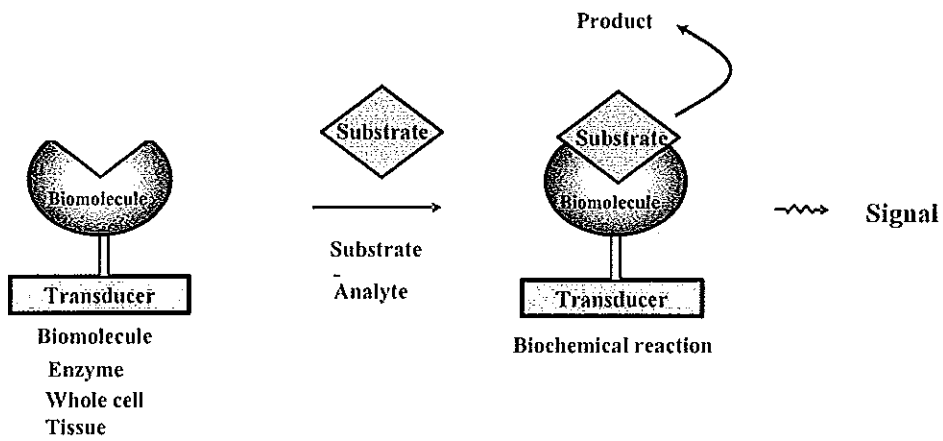 Product
Substrate
Substrate
Biomolecule
Biomolecule
Signal
Substrate
Analyte
Transducer
Transducer
Biomolecule
Biochemical reaction
Enzyme
Whole cell
Tissue